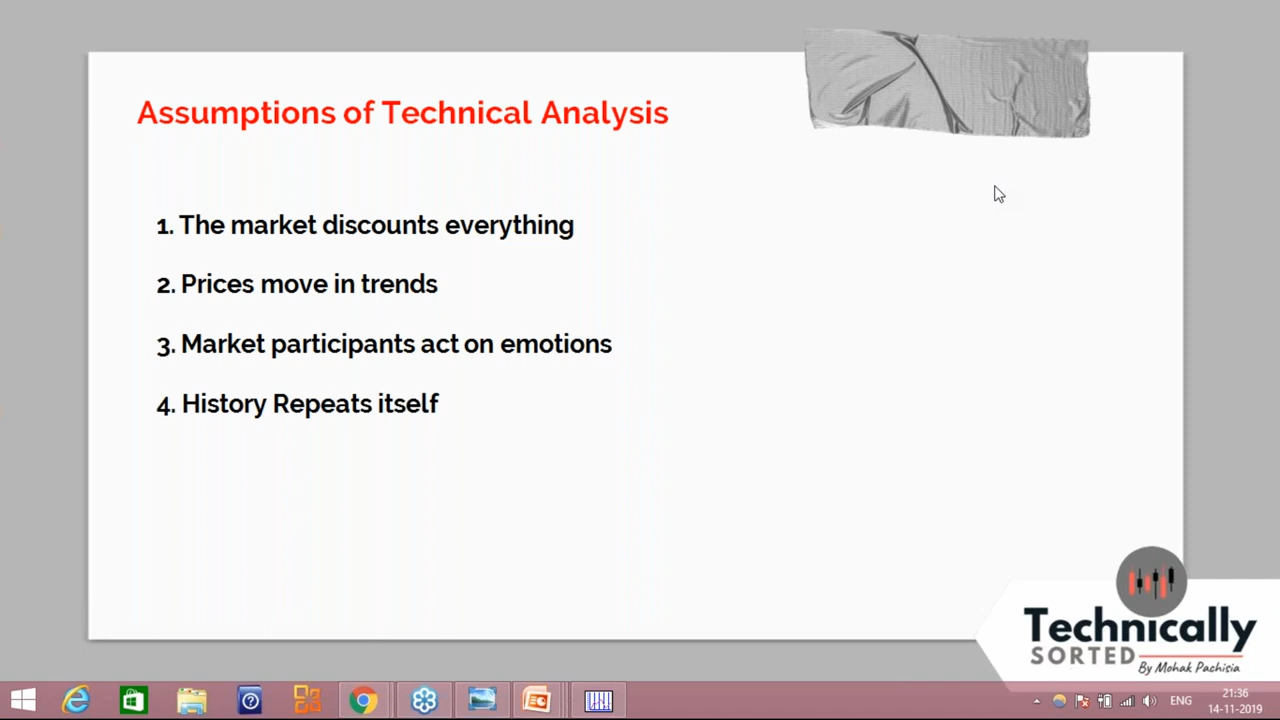 Assumptions of Technical Analysis
1. The market discounts everything
2. Prices move in trends
3. Market participants act on emotions
4. History Repeats itself
Technically
SORTED
By Mohak Pachisia
ENG
21:36
14-11-2019